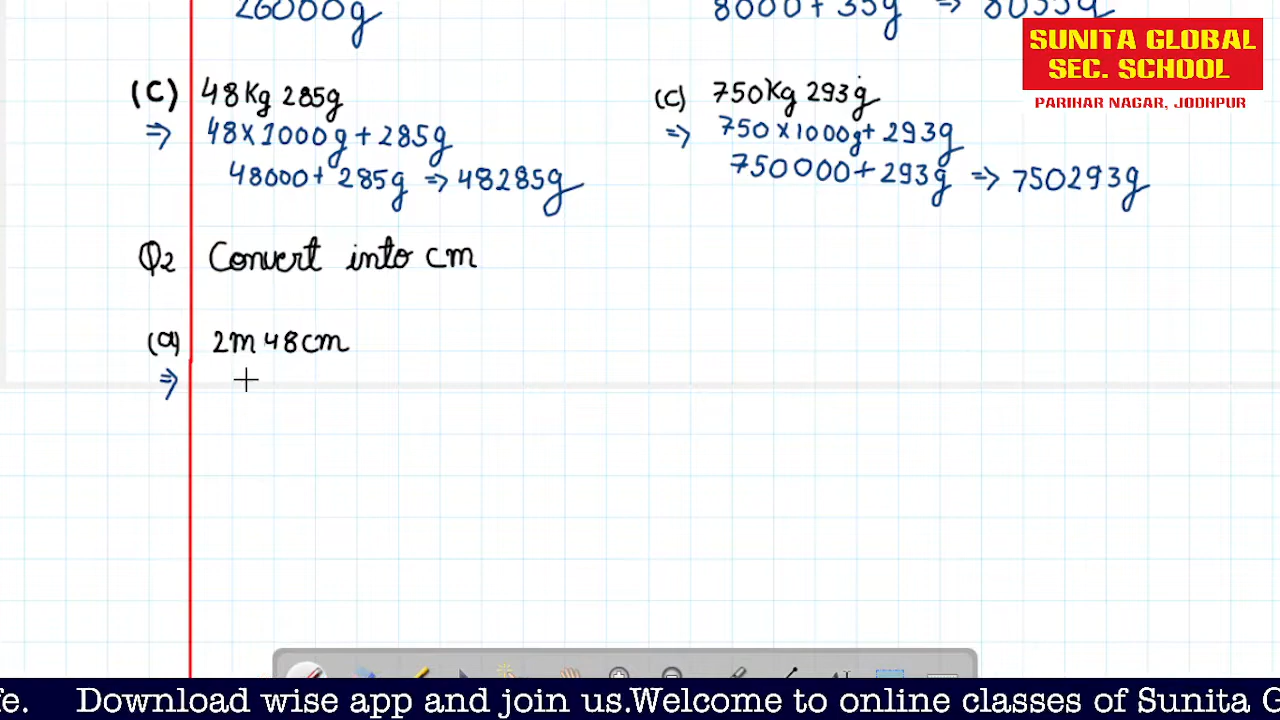 26000g
8000 + 35g ⇒ 8035g
SUNITA GLOBAL
SEC. SCHOOL
PARIHAR NAGAR, JODHPUR
(C) 48Kg 285g
⇒ 48 × 1000g + 285g
48000 + 285g ⇒ 48285g
(c) 750Kg 293g
⇒ 750 × 1000g + 293g
750000 + 293g ⇒ 750293g
Q2 Convert into cm
(a) 2m 48cm
⇒
fe. Download wise app and join us.Welcome to online classes of Sunita G